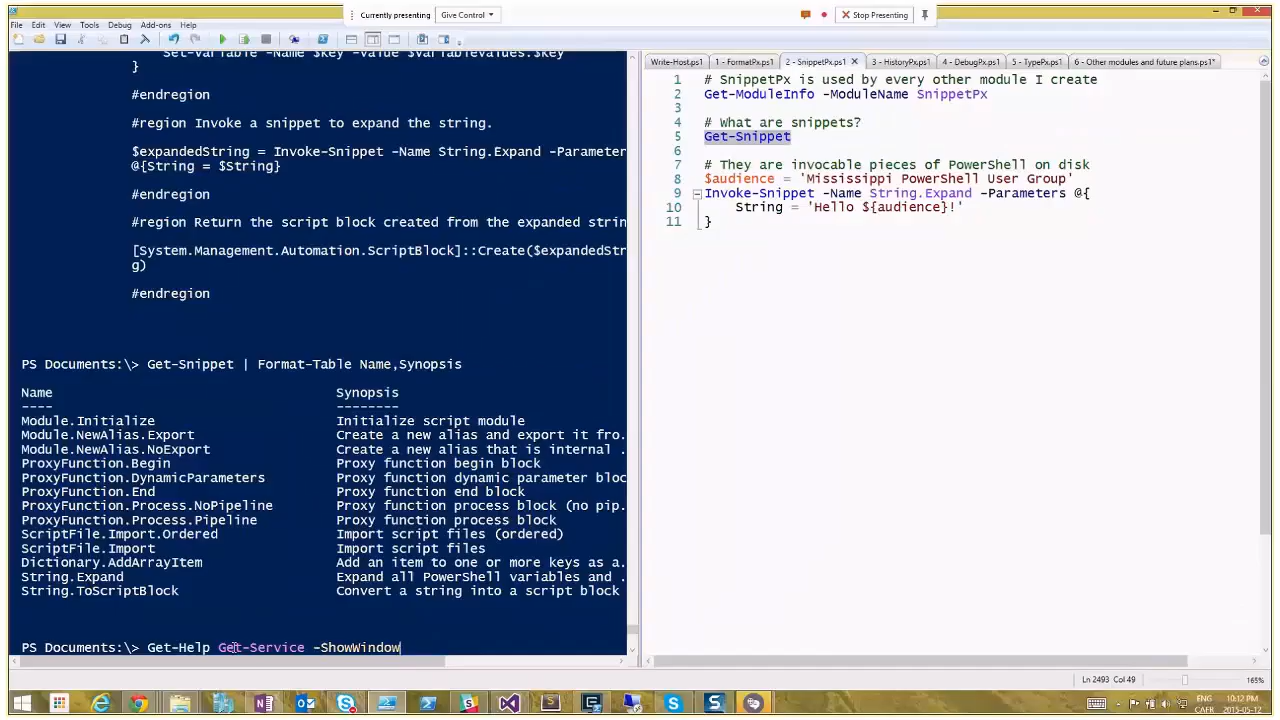 Currently presenting
Give Control
Stop Presenting
File Edit View Tools Debug Add-ons Help
Set-Variable -Name $key -Value $variableValues.$key
}
#endregion
#region Invoke a snippet to expand the string.
$expandedString = Invoke-Snippet -Name String.Expand -Parameter
@{String = $String}
#endregion
#region Return the script block created from the expanded strin
[System.Management.Automation.ScriptBlock]::Create($expandedStr
g)
#endregion
PS Documents:\> Get-Snippet | Format-Table Name,Synopsis
Name Synopsis
---- --------
Module.Initialize Initialize script module
Module.NewAlias.Export Create a new alias and export it fro.
Module.NewAlias.NoExport Create a new alias that is internal .
ProxyFunction.Begin Proxy function begin block
ProxyFunction.DynamicParameters Proxy function dynamic parameter bloc
ProxyFunction.End Proxy function end block
ProxyFunction.Process.NoPipeline Proxy function process block (no pip.
ProxyFunction.Process.Pipeline Proxy function process block
ScriptFile.Import.Ordered Import script files (ordered)
ScriptFile.Import Import script files
Dictionary.AddArrayItem Add an item to one or more keys as a.
String.Expand Expand all PowerShell variables and .
String.ToScriptBlock Convert a string into a script block
PS Documents:\> Get-Help Get-Service -ShowWindow
Write-Host.ps1 1 - FormatPx.ps1 2 - SnippetPx.ps1 3 - HistoryPx.ps1 4 - DebugPx.ps1 5 - TypePx.ps1 6 - Other modules and future plans.ps1*
1 # SnippetPx is used by every other module I create
2 Get-ModuleInfo -ModuleName SnippetPx
3
4 # What are snippets?
5 Get-Snippet
6
7 # They are invocable pieces of PowerShell on disk
8 $audience = 'Mississippi PowerShell User Group'
9 Invoke-Snippet -Name String.Expand -Parameters @{
10 String = 'Hello ${audience}!'
11 }
Ln 2493 Col 49 165%
ENG 10:12 PM
CAFR 2015-05-12